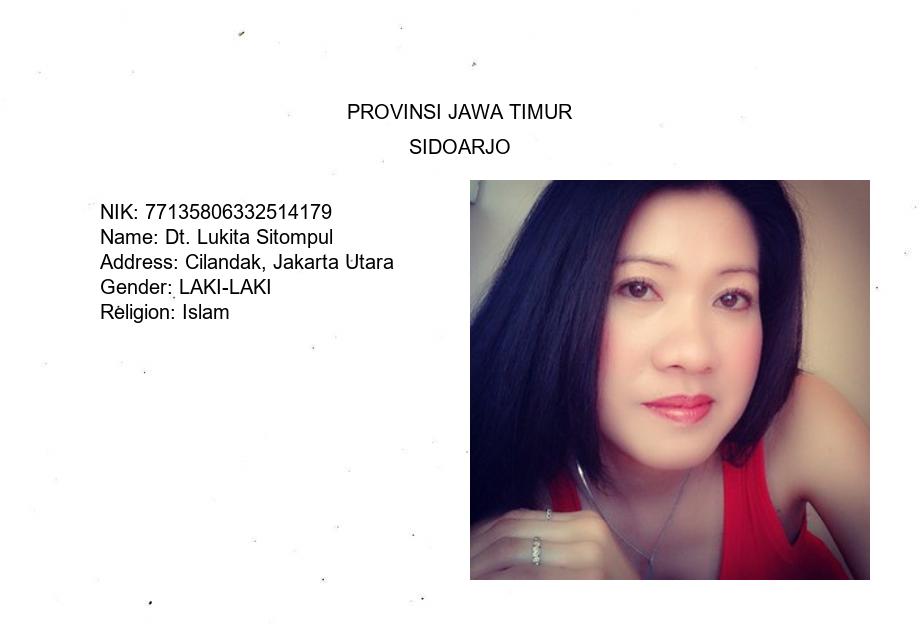 PROVINSI JAWA TIMUR
SIDOARJO
NIK: 77135806332514179
Name: Dt. Lukita Sitompul
Address: Cilandak, Jakarta Utara
Gender: LAKI-LAKI
Religion: Islam